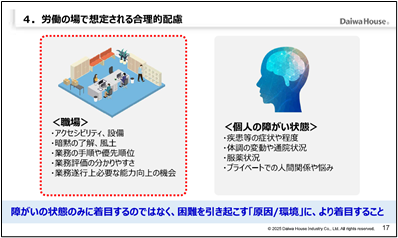 4．労働の場で想定される合理的配慮
Daiwa House
＜職場＞
・アクセシビリティ、設備
・暗黙の了解、風土
・業務の手順や優先順位
・業務評価の分かりやすさ
・業務遂行上必要な能力向上の機会
＜個人の障がい状態＞
・疾患等の症状や程度
・体調の変動や通院状況
・服薬状況
・プライベートでの人間関係や悩み
障がいの状態のみに着目するのではなく、困難を引き起こす「原因/環境」に、より着目すること
© 2025 Daiwa House Industry Co., Ltd. All rights reserved. 17